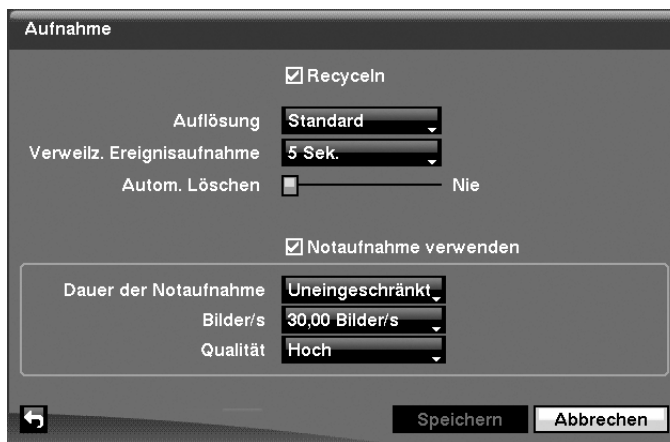 Aufnahme
Recyceln
Auflösung Standard
Verweilz. Ereignisaufnahme 5 Sek.
Autom. Löschen Nie
Notaufnahme verwenden
Dauer der Notaufnahme Uneingeschränkt
Bilder/s 30,00 Bilder/s
Qualität Hoch
Speichern Abbrechen